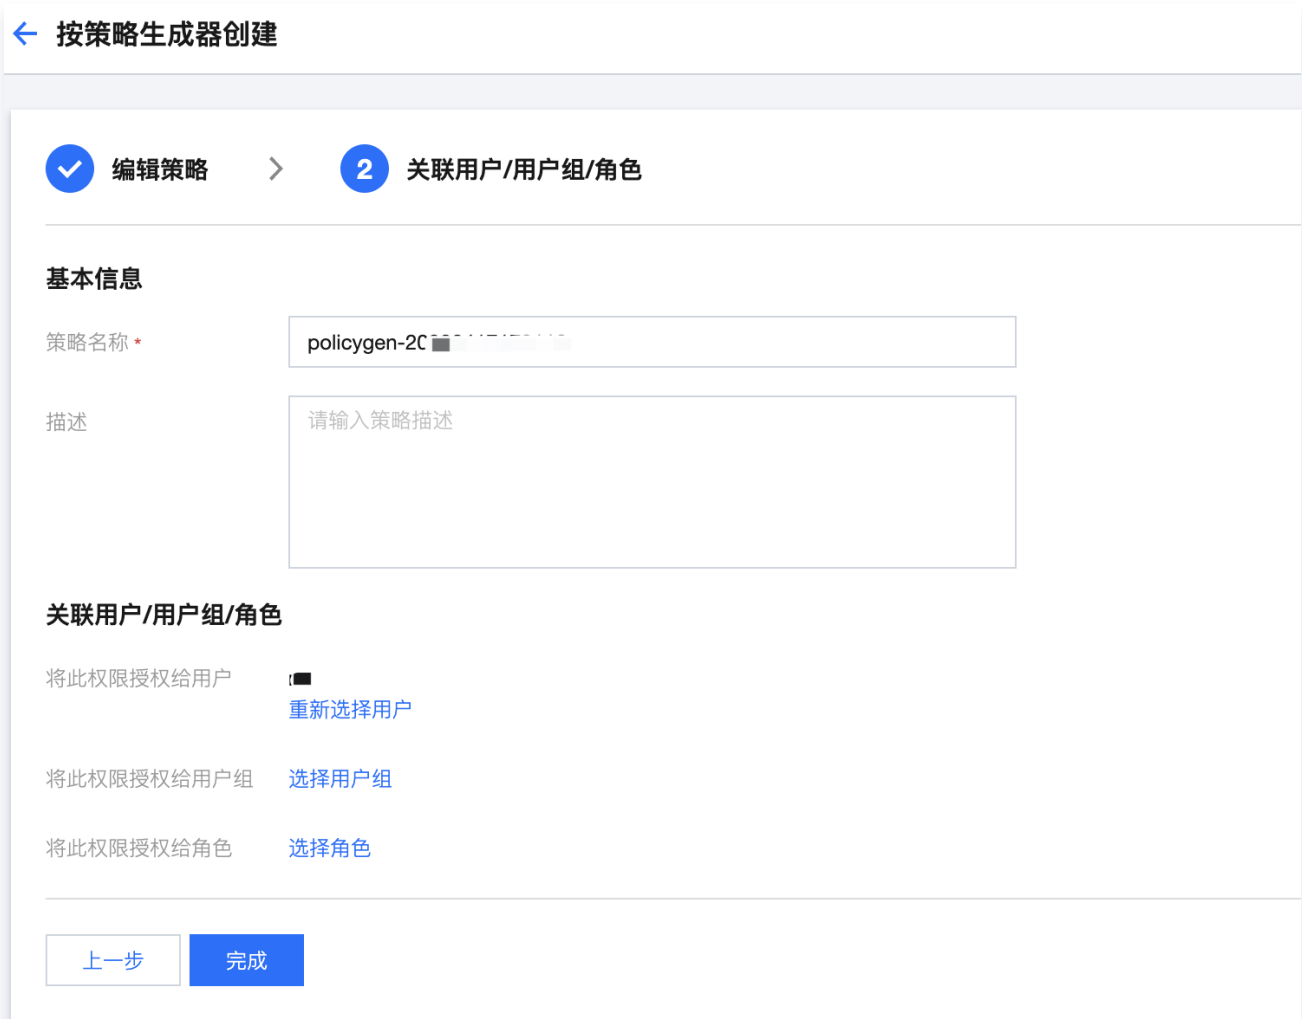 按策略生成器创建
编辑策略
2
关联用户/用户组/角色
基本信息
策略名称 *
policygen-20
描述
请输入策略描述
关联用户/用户组/角色
将此权限授权给用户
重新选择用户
将此权限授权给用户组
选择用户组
将此权限授权给角色
选择角色
上一步
完成